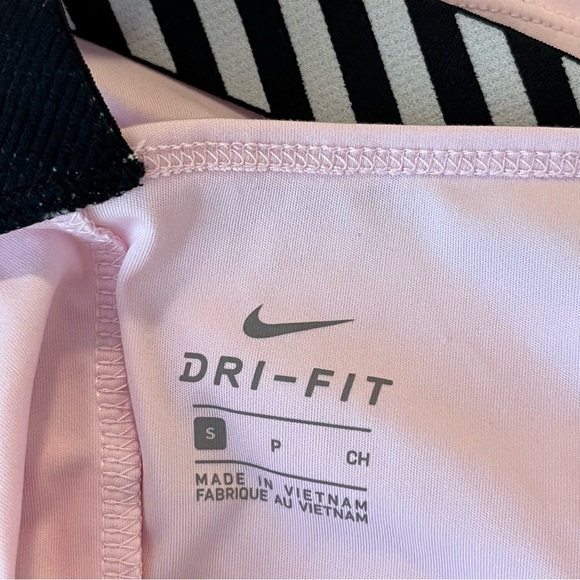 DRI-FIT
S P CH
MADE IN VIETNAM
FABRIQUE AU VIETNAM